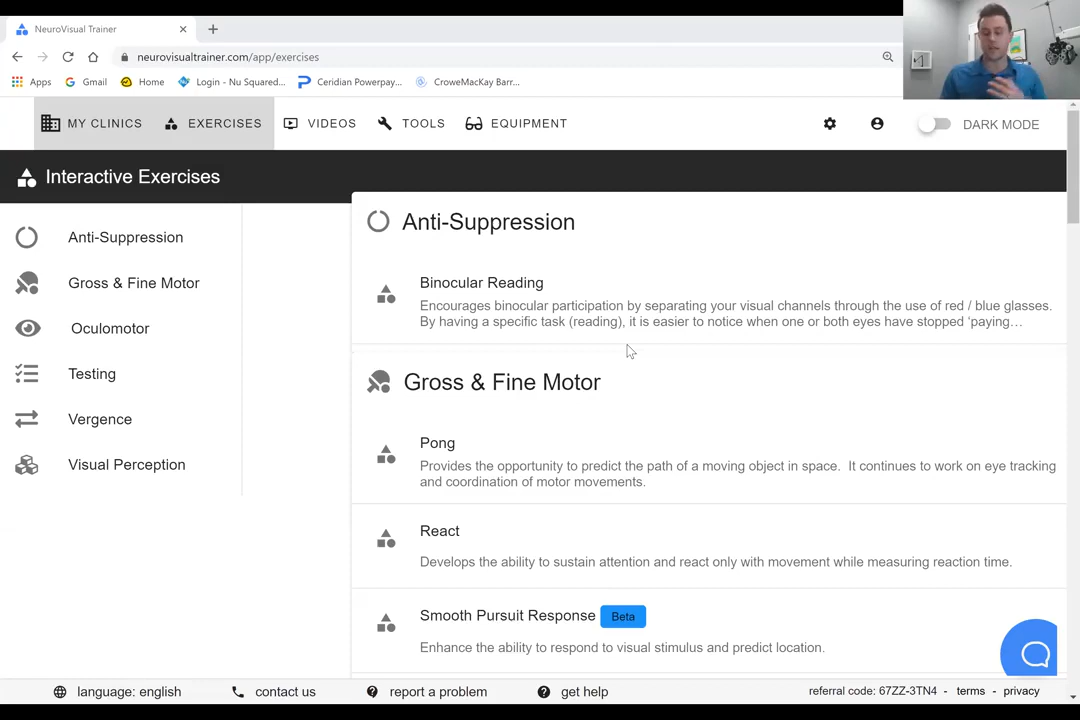 NeuroVisual Trainer
neurovisualtrainer.com/app/exercises
Apps Gmail Home Login - Nu Squared... Ceridian Powerpay... CroweMacKay Barr...
MY CLINICS EXERCISES VIDEOS TOOLS EQUIPMENT DARK MODE
Interactive Exercises
Anti-Suppression
Gross & Fine Motor
Oculomotor
Testing
Vergence
Visual Perception
Anti-Suppression
Binocular Reading
Encourages binocular participation by separating your visual channels through the use of red / blue glasses.
By having a specific task (reading), it is easier to notice when one or both eyes have stopped 'paying...
Gross & Fine Motor
Pong
Provides the opportunity to predict the path of a moving object in space. It continues to work on eye tracking
and coordination of motor movements.
React
Develops the ability to sustain attention and react only with movement while measuring reaction time.
Smooth Pursuit Response Beta
Enhance the ability to respond to visual stimulus and predict location.
language: english contact us report a problem get help referral code: 67ZZ-3TN4 - terms - privacy